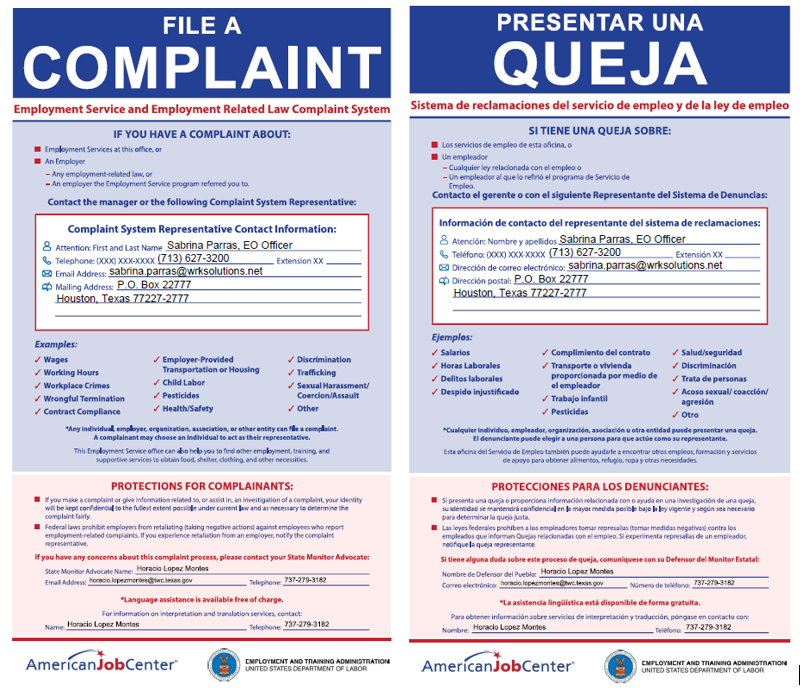 FILE A
COMPLAINT
Employment Service and Employment Related Law Complaint System
IF YOU HAVE A COMPLAINT ABOUT:
Employment Services at this office, or
An Employer
– Any employment-related law, or
– An employer the Employment Service program referred you to.
Contact the manager or the following Complaint System Representative:
Complaint System Representative Contact Information:
Attention: First and Last Name Sabrina Parras, EO Officer
Telephone: (XXX) XXX-XXXX (713) 627-3200 Extension XX
Email Address: sabrina.parras@wrksolutions.net
Mailing Address: P.O. Box 22777
Houston, Texas 77227-2777
Examples:
✓ Wages
✓ Working Hours
✓ Workplace Crimes
✓ Wrongful Termination
✓ Contract Compliance
✓ Employer-Provided
Transportation or Housing
✓ Child Labor
✓ Pesticides
✓ Health/Safety
✓ Discrimination
✓ Trafficking
✓ Sexual Harassment/
Coercion/Assault
✓ Other
*Any individual, employer, organization, association, or other entity can file a complaint.
A complainant may choose an individual to act as their representative.
This Employment Service office can also help you to find other employment, training, and
supportive services to obtain food, shelter, clothing, and other necessities.
PROTECTIONS FOR COMPLAINANTS:
If you make a complaint or give information related to, or assist in, an investigation of a complaint, your identity
will be kept confidential to the fullest extent possible under current law and as necessary to determine the
complaint fairly.
Federal laws prohibit employers from retaliating (taking negative actions) against employees who report
employment-related complaints. If you experience retaliation from an employer, notify the complaint
representative.
If you have any concerns about this complaint process, please contact your State Monitor Advocate:
State Monitor Advocate Name: Horacio Lopez Montes
Email Address: horacio.lopezmontes@twc.texas.gov Telephone: 737-279-3182
*Language assistance is available free of charge.
For information on interpretation and translation services, contact:
Name: Horacio Lopez Montes Telephone: 737-279-3182
AmericanJobCenter™
EMPLOYMENT AND TRAINING ADMINISTRATION
UNITED STATES DEPARTMENT OF LABOR
PRESENTAR UNA
QUEJA
Sistema de reclamaciones del servicio de empleo y de la ley de empleo
SI TIENE UNA QUEJA SOBRE:
Los servicios de empleo de esta oficina, o
Un empleador
– Cualquier ley relacionada con el empleo o
– Un empleador al que lo refirió el programa de Servicio de
Empleo.
Contacto el gerente o con el siguiente Representante del Sistema de Denuncias:
Información de contacto del representante del sistema de reclamaciones:
Atención: Nombre y apellidos Sabrina Parras, EO Officer
Teléfono: (XXX) XXX-XXXX (713) 627-3200 Extensión XX
Dirección de correo electrónico: sabrina.parras@wrksolutions.net
Dirección postal: P.O. Box 22777
Houston, Texas 77227-2777
Ejemplos:
✓ Salarios
✓ Horas Laborales
✓ Delitos laborales
✓ Despido injustificado
✓ Complimiento del contrato
✓ Transporte o vivienda
proporcionada por medio de
el empleador
✓ Trabajo infantil
✓ Pesticidas
✓ Salud/seguridad
✓ Discriminación
✓ Trata de personas
✓ Acoso sexual/ coacción/
agresión
✓ Otro
*Cualquier individuo, empleador, organización, asociación u otra entidad puede presentar una queja.
El denunciante puede elegir a una persona para que actúe como su representante.
Esta oficina del Servicio de Empleo también puede ayudarle a encontrar otros empleos, formación y servicios
de apoyo para obtener alimentos, refugio, ropa y otras necesidades.
PROTECCIONES PARA LOS DENUNCIANTES:
Si presenta una queja o proporciona información relacionada con o ayuda en una investigación de una queja,
su identidad se mantendrá confidencial en la mayor medida posible bajo la ley vigente y según sea necesario
para determinar la queja justa.
Las leyes federales prohíben a los empleadores tomar represalias (tomar medidas negativas) contra los
empleados que informan Quejas relacionadas con el empleo. Si experimenta represalias de un empleador,
notifique la queja representante.
Si tiene alguna duda sobre este proceso de queja, comuníquese con su Defensor del Monitor Estatal:
Nombre de Defensor del Pueblo: Horacio Lopez Montes
Correo electrónico: horacio.lopezmontes@twc.texas.gov Número de teléfono: 737-279-3182
*La asistencia lingüística está disponible de forma gratuita.
Para obtener información sobre servicios de interpretación y traducción, póngase en contacto con:
Nombre: Horacio Lopez Montes Teléfono: 737-279-3182
AmericanJobCenter™
EMPLOYMENT AND TRAINING ADMINISTRATION
UNITED STATES DEPARTMENT OF LABOR